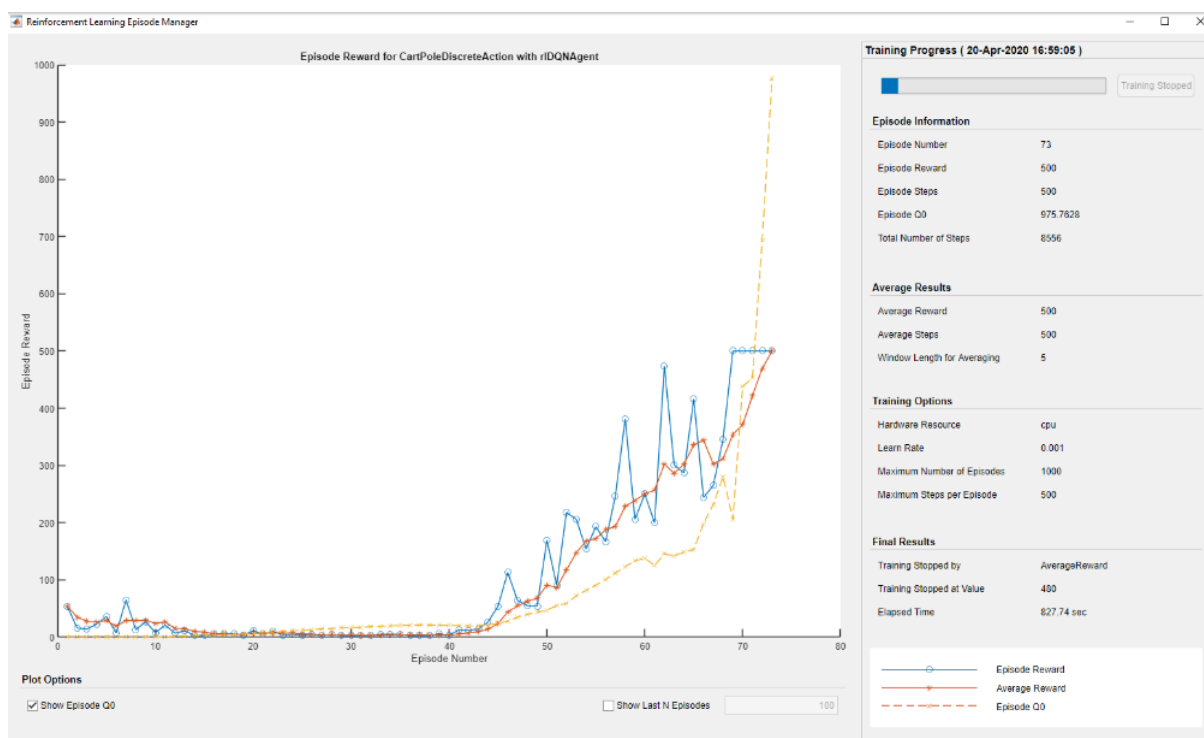 Reinforcement Learning Episode Manager
Episode Reward for CartPoleDiscreteAction with rlDQNAgent
1000
900
800
700
600
500
400
300
200
100
0
Episode Reward
0 10 20 30 40 50 60 70 80
Episode Number
Plot Options
Show Episode Q0
Show Last N Episodes 100
Training Progress ( 20-Apr-2020 16:59:05 )
Training Stopped
Episode Information
Episode Number 73
Episode Reward 500
Episode Steps 500
Episode Q0 975.7628
Total Number of Steps 8556
Average Results
Average Reward 500
Average Steps 500
Window Length for Averaging 5
Training Options
Hardware Resource cpu
Learn Rate 0.001
Maximum Number of Episodes 1000
Maximum Steps per Episode 500
Final Results
Training Stopped by AverageReward
Training Stopped at Value 480
Elapsed Time 827.74 sec
Episode Reward
Average Reward
Episode Q0